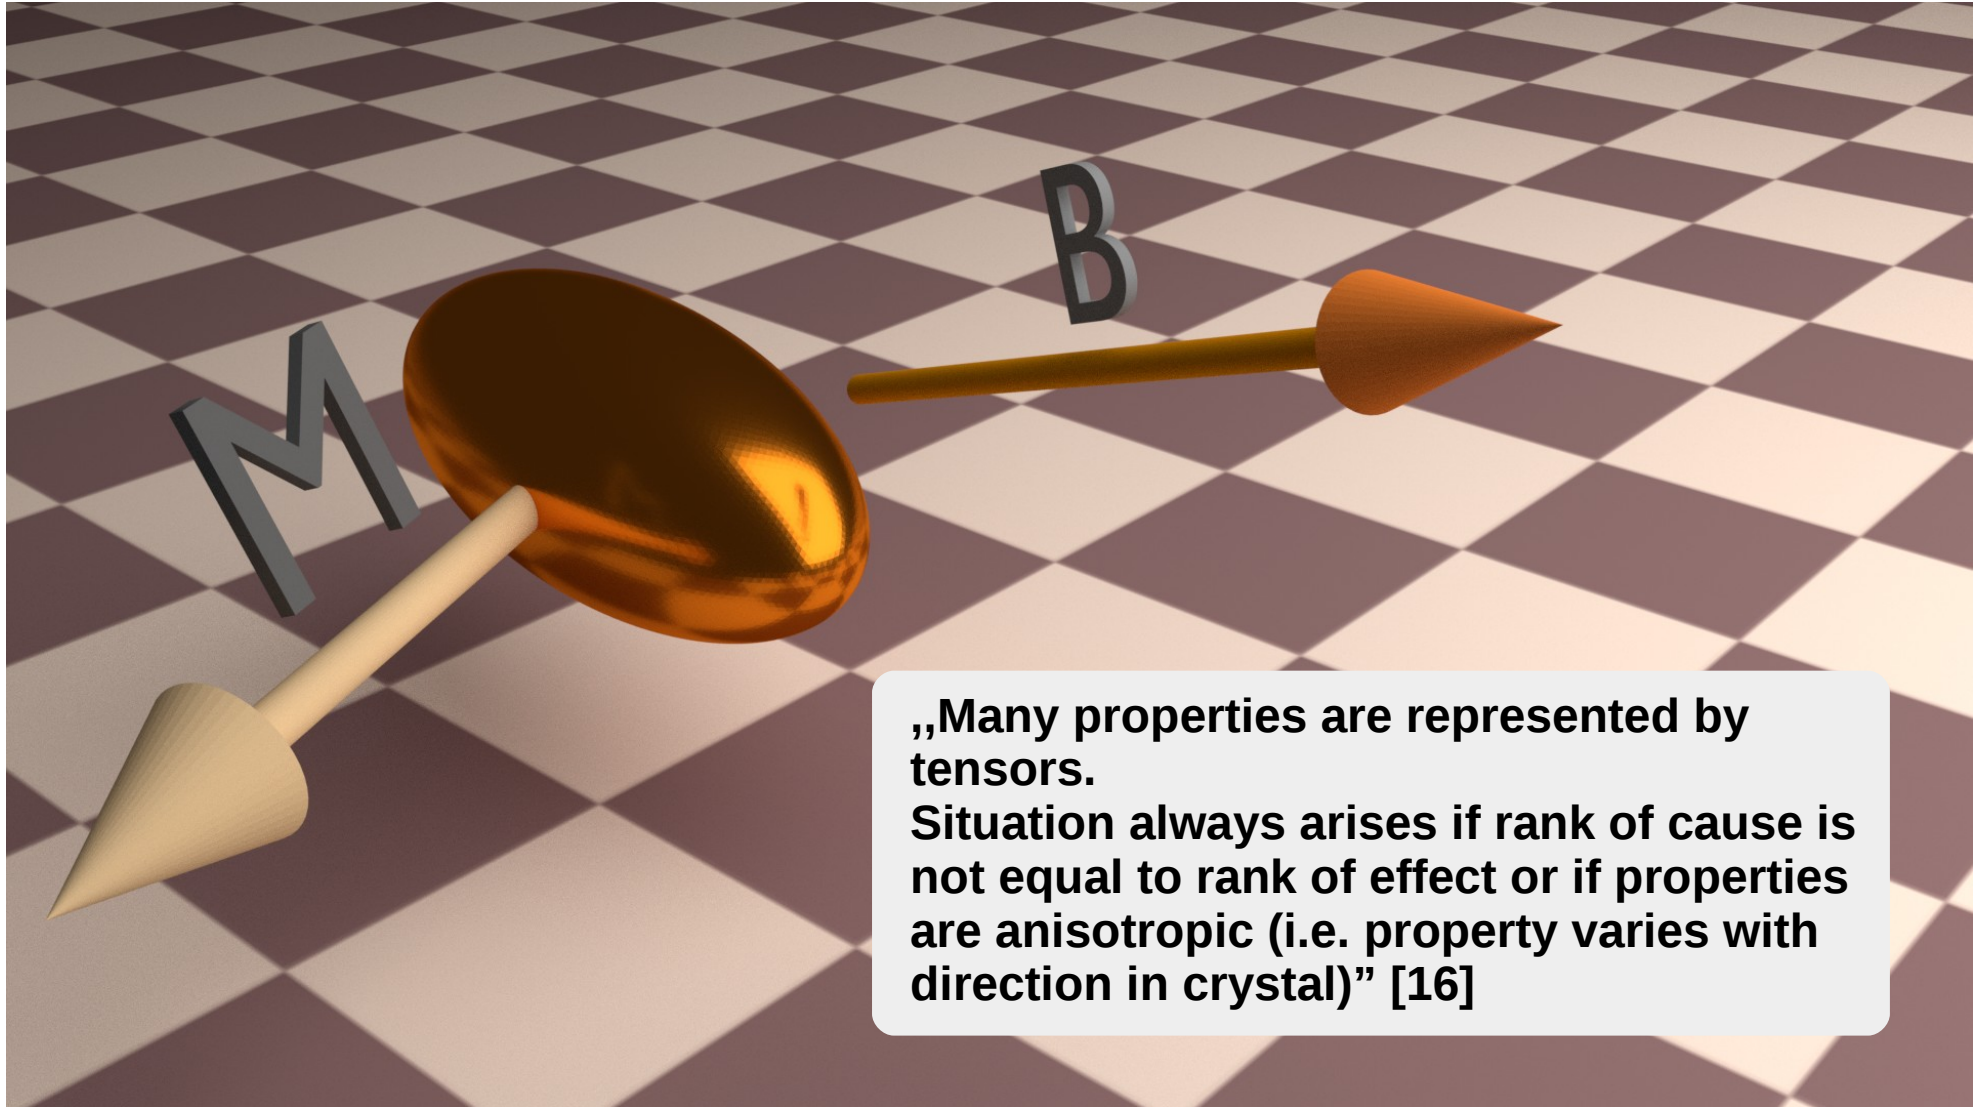 M
B
,,Many properties are represented by
tensors.
Situation always arises if rank of cause is
not equal to rank of effect or if properties
are anisotropic (i.e. property varies with
direction in crystal)” [16]